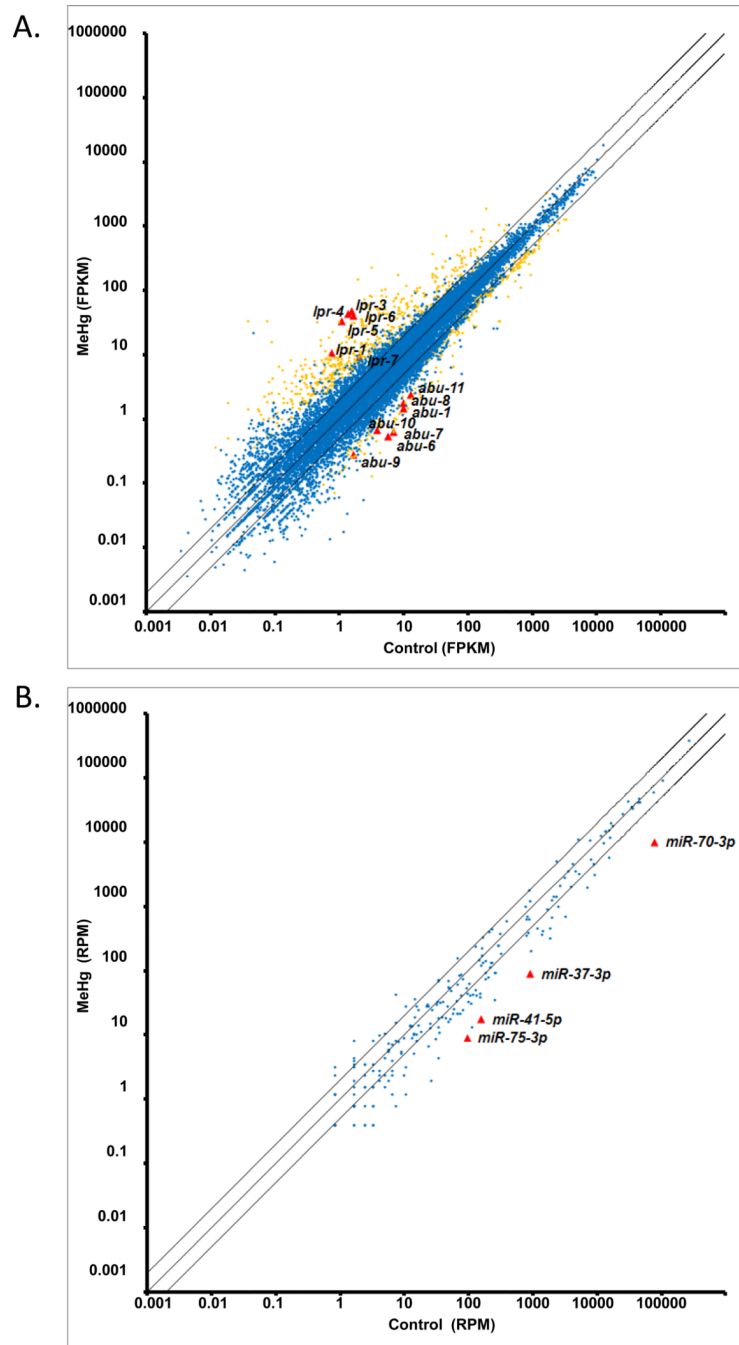 A.
1000000
100000
10000
1000
100
10
1
0.1
0.01
0.001
MeHg (FPKM)
lpr-3
lpr-4
lpr-6
lpr-5
lpr-1
lpr-7
abu-11
abu-8
abu-1
abu-10
abu-7
abu-6
abu-9
0.001 0.01 0.1 1 10 100 1000 10000 100000
Control (FPKM)
B.
1000000
100000
10000
1000
100
10
1
0.1
0.01
0.001
MeHg (RPM)
miR-70-3p
miR-37-3p
miR-41-5p
miR-75-3p
0.001 0.01 0.1 1 10 100 1000 10000 100000
Control (RPM)